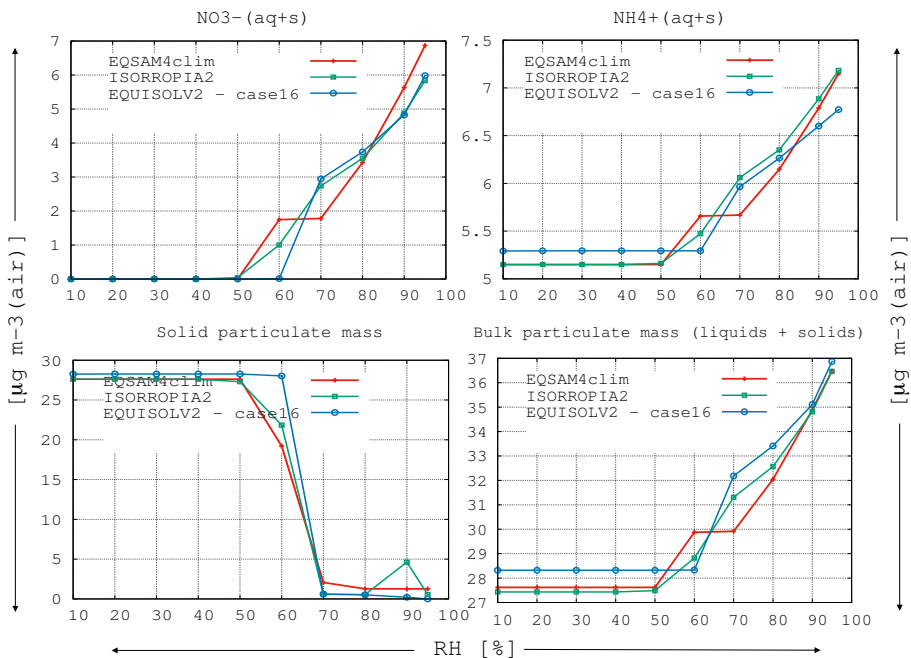 NO3-(aq+s)
NH4+(aq+s)
7
6
5
4
3
2
1
0
EQSAM4clim
ISORROPIA2
EQUISOLV2 - case16
10 20 30 40 50 60 70 80 90 100
7.5
7
6.5
6
5.5
5
EQSAM4clim
ISORROPIA2
EQUISOLV2 - case16
10 20 30 40 50 60 70 80 90 100
[µg m-3(air)]
[µg m-3(air)]
Solid particulate mass
Bulk particulate mass (liquids + solids)
30
25
20
15
10
5
0
EQSAM4clim
ISORROPIA2
EQUISOLV2 - case16
10 20 30 40 50 60 70 80 90 100
37
36
35
34
33
32
31
30
29
28
27
EQSAM4clim
ISORROPIA2
EQUISOLV2 - case16
10 20 30 40 50 60 70 80 90 100
RH [%]